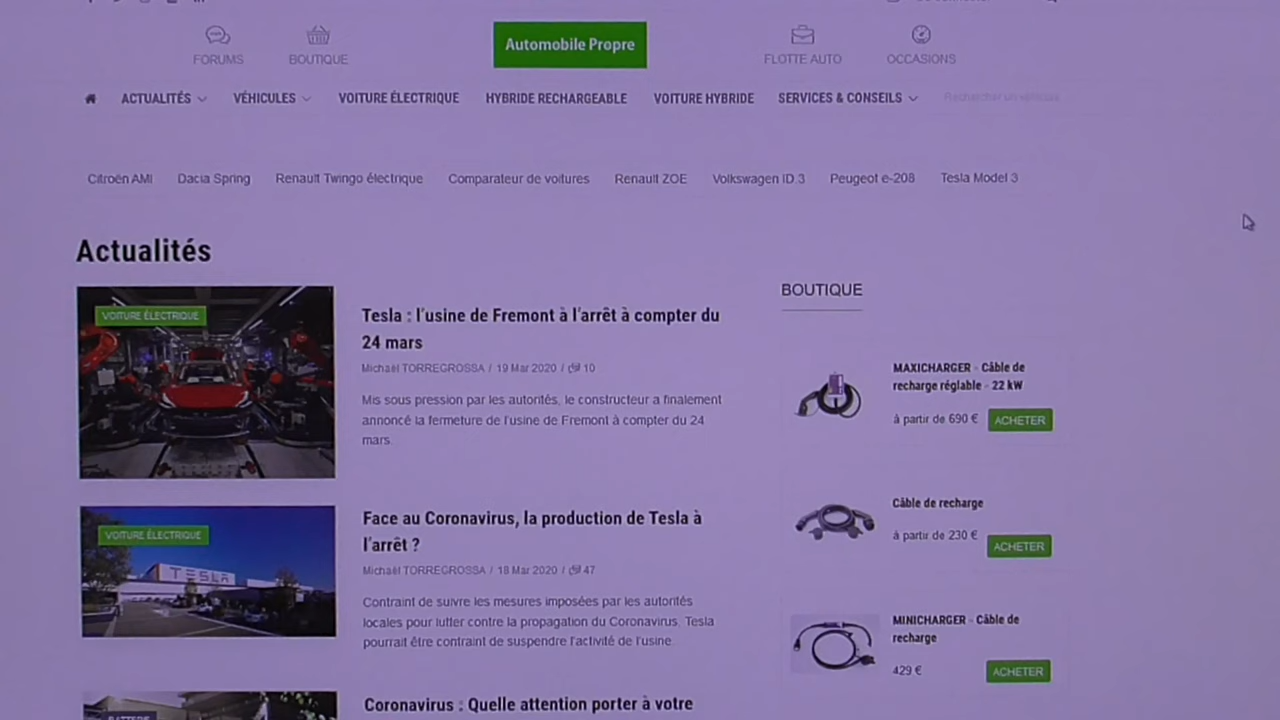 FORUMS
BOUTIQUE
Automobile Propre
FLOTTE AUTO
OCCASIONS
ACTUALITÉS
VÉHICULES
VOITURE ÉLECTRIQUE
HYBRIDE RECHARGEABLE
VOITURE HYBRIDE
SERVICES & CONSEILS
Rechercher un véhicule
Citroën AMI
Dacia Spring
Renault Twingo électrique
Comparateur de voitures
Renault ZOE
Volkswagen ID.3
Peugeot e-208
Tesla Model 3
Actualités
VOITURE ÉLECTRIQUE
Tesla : l'usine de Fremont à l'arrêt à compter du
24 mars
Michaël TORREGROSSA / 19 Mar 2020 / 10
Mis sous pression par les autorités, le constructeur a finalement
annoncé la fermeture de l'usine de Fremont à compter du 24
mars.
VOITURE ÉLECTRIQUE
TESLA
Face au Coronavirus, la production de Tesla à
l'arrêt ?
Michaël TORREGROSSA / 18 Mar 2020 / 47
Contraint de suivre les mesures imposées par les autorités
locales pour lutter contre la propagation du Coronavirus, Tesla
pourrait être contraint de suspendre l'activité de l'usine.
BATTERIE
Coronavirus : Quelle attention porter à votre
BOUTIQUE
MAXICHARGER - Câble de
recharge réglable - 22 kW
à partir de 690 € ACHETER
Câble de recharge
à partir de 230 € ACHETER
MINICHARGER - Câble de
recharge
429 € ACHETER